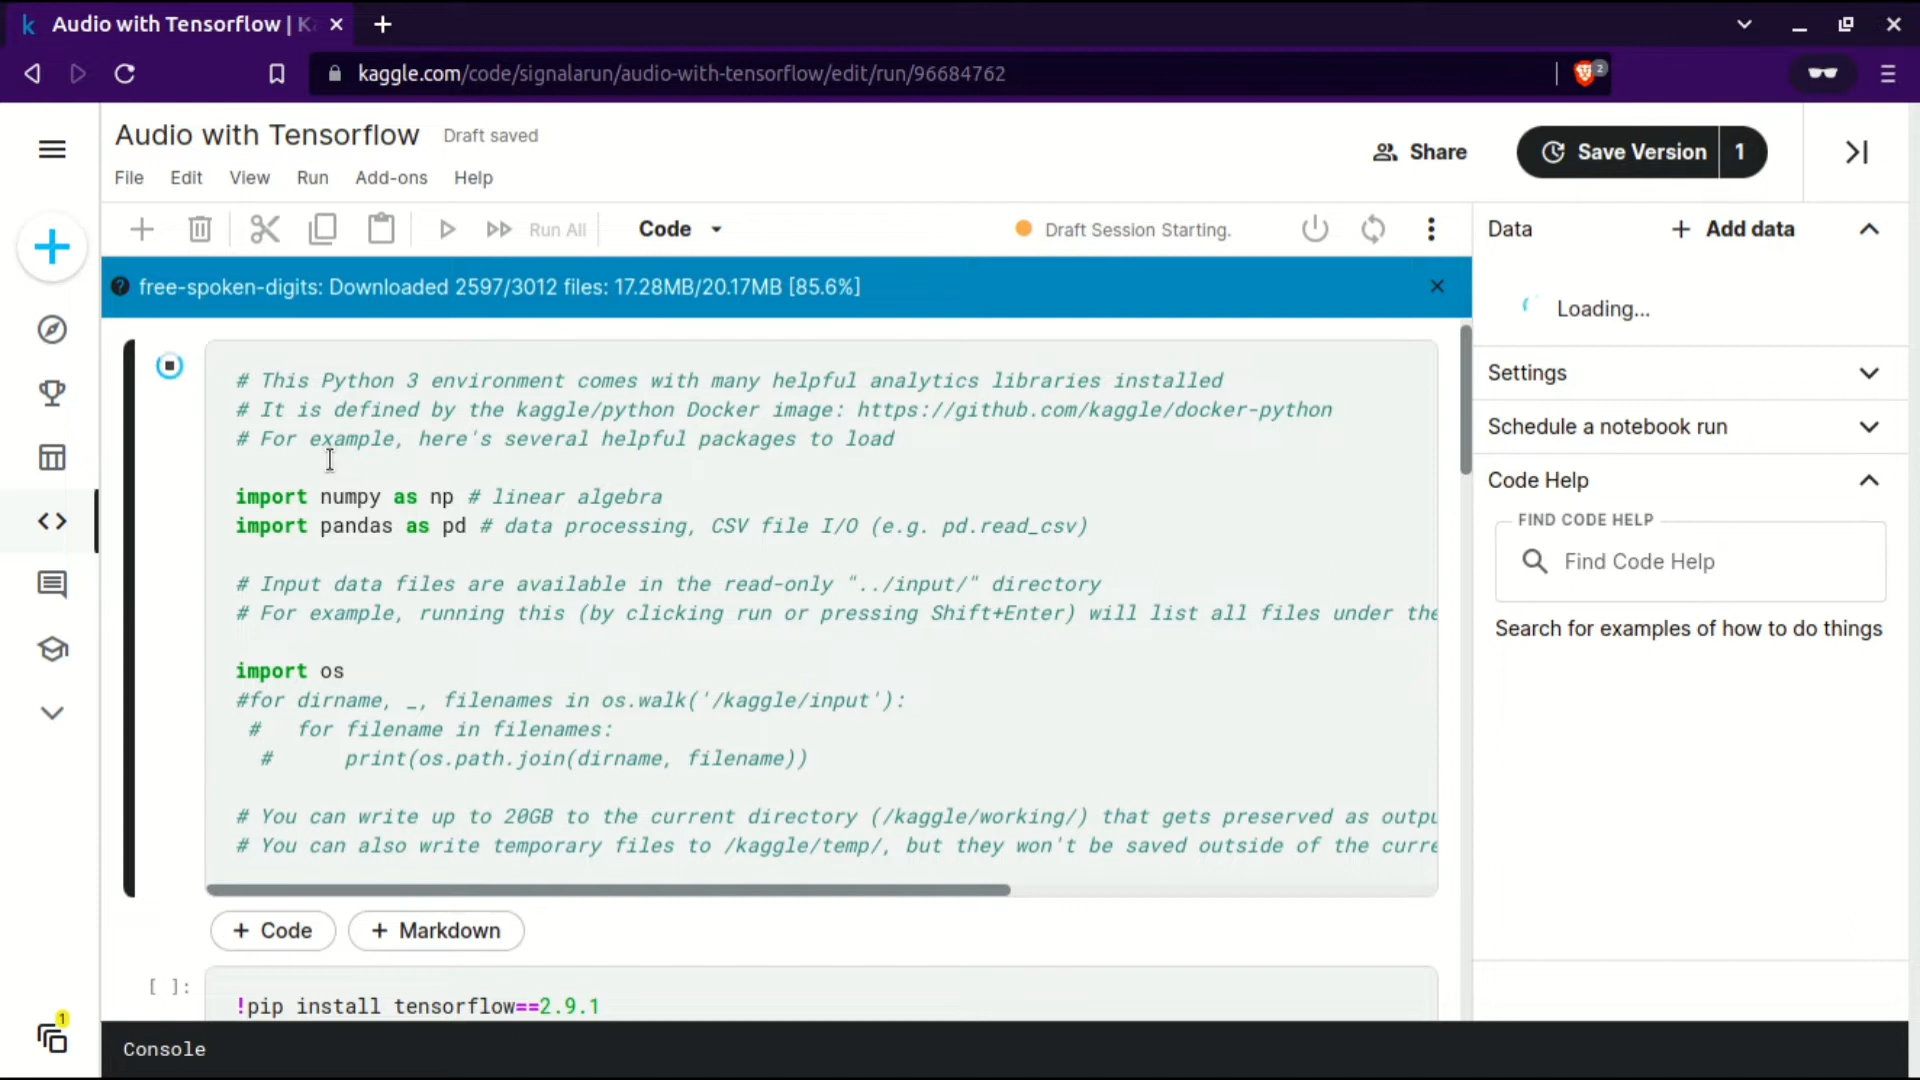 Audio with Tensorflow | Ka
kaggle.com/code/signalarun/audio-with-tensorflow/edit/run/96684762
2
Audio with Tensorflow Draft saved
File Edit View Run Add-ons Help
Share
Save Version 1
Run All
Code
Draft Session Starting.
free-spoken-digits: Downloaded 2597/3012 files: 17.28MB/20.17MB [85.6%]
# This Python 3 environment comes with many helpful analytics libraries installed
# It is defined by the kaggle/python Docker image: https://github.com/kaggle/docker-python
# For example, here's several helpful packages to load
import numpy as np # linear algebra
import pandas as pd # data processing, CSV file I/O (e.g. pd.read_csv)
# Input data files are available in the read-only "../input/" directory
# For example, running this (by clicking run or pressing Shift+Enter) will list all files under the
import os
#for dirname, _, filenames in os.walk('/kaggle/input'):
#   for filename in filenames:
#      print(os.path.join(dirname, filename))
# You can write up to 20GB to the current directory (/kaggle/working/) that gets preserved as outpu
# You can also write temporary files to /kaggle/temp/, but they won't be saved outside of the curre
+ Code + Markdown
[ ]:
!pip install tensorflow==2.9.1
Console
1
Data
+ Add data
Loading...
Settings
Schedule a notebook run
Code Help
FIND CODE HELP
Find Code Help
Search for examples of how to do things